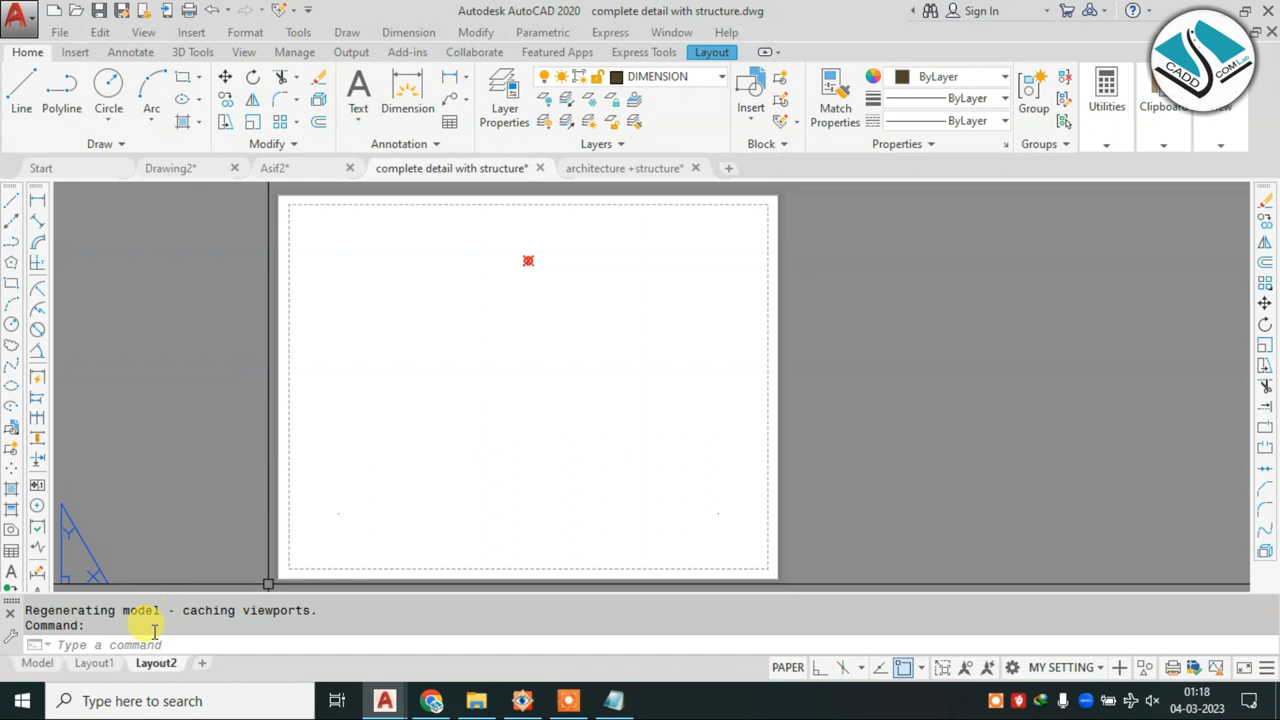 Autodesk AutoCAD 2020 complete detail with structure.dwg Sign In
File Edit View Insert Format Tools Draw Dimension Modify Parametric Express Window Help
Home Insert Annotation 3D Tools View Manage Output Add-ins Collaborate Featured Apps Express Tools Layout
DIMENSION ByLayer
ByLayer
Line Polyline Circle Arc Text Dimension Layer Properties Insert Match Properties Group Utilities Clipboard
ByLayer
Draw Modify Annotation Layers Block Properties Groups
Start Drawing2* Asif2* complete detail with structure* architecture +structure*
CADD
COM
Y
X
Regenerating model - caching viewports.
Command:
Type a command
Model Layout1 Layout2 PAPER MY SETTING
Type here to search
01:18
04-03-2023